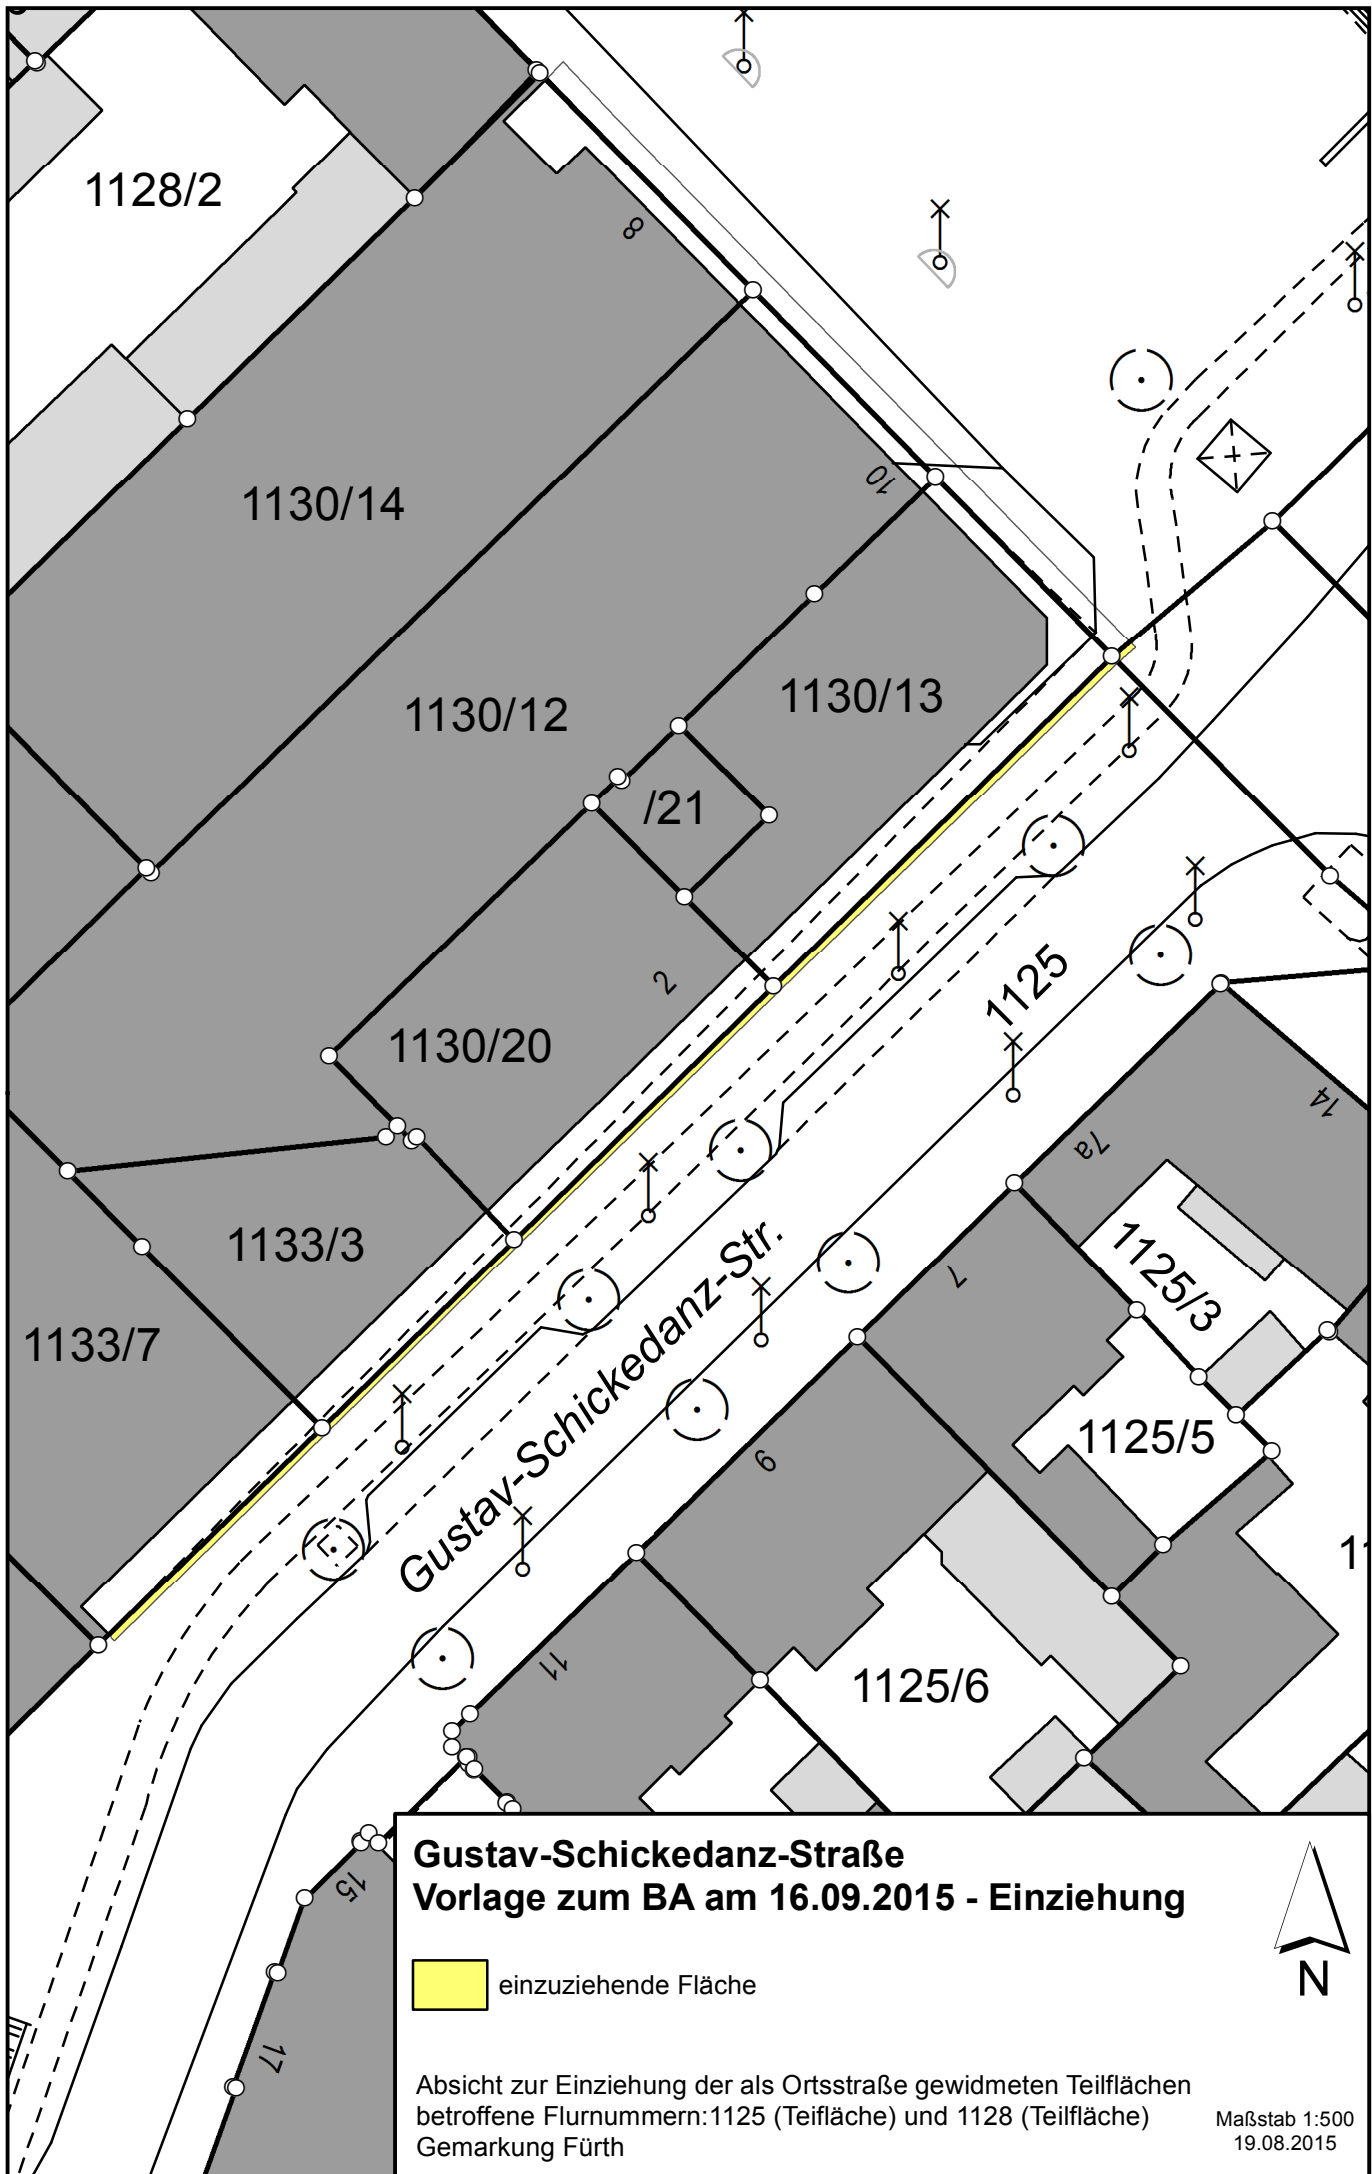 1128/2
8
1130/14
10
1130/12
1130/13
/21
2
1125
1130/20
14
7a
1133/3
1125/3
7
1133/7
Gustav-Schickedanz-Str.
1125/5
9
11
1125/6
15
17
Gustav-Schickedanz-Straße
Vorlage zum BA am 16.09.2015 - Einziehung
N
einzuziehende Fläche
Absicht zur Einziehung der als Ortsstraße gewidmeten Teilflächen
betroffene Flurnummern:1125 (Teifläche) und 1128 (Teilfläche)
Gemarkung Fürth
Maßstab 1:500
19.08.2015